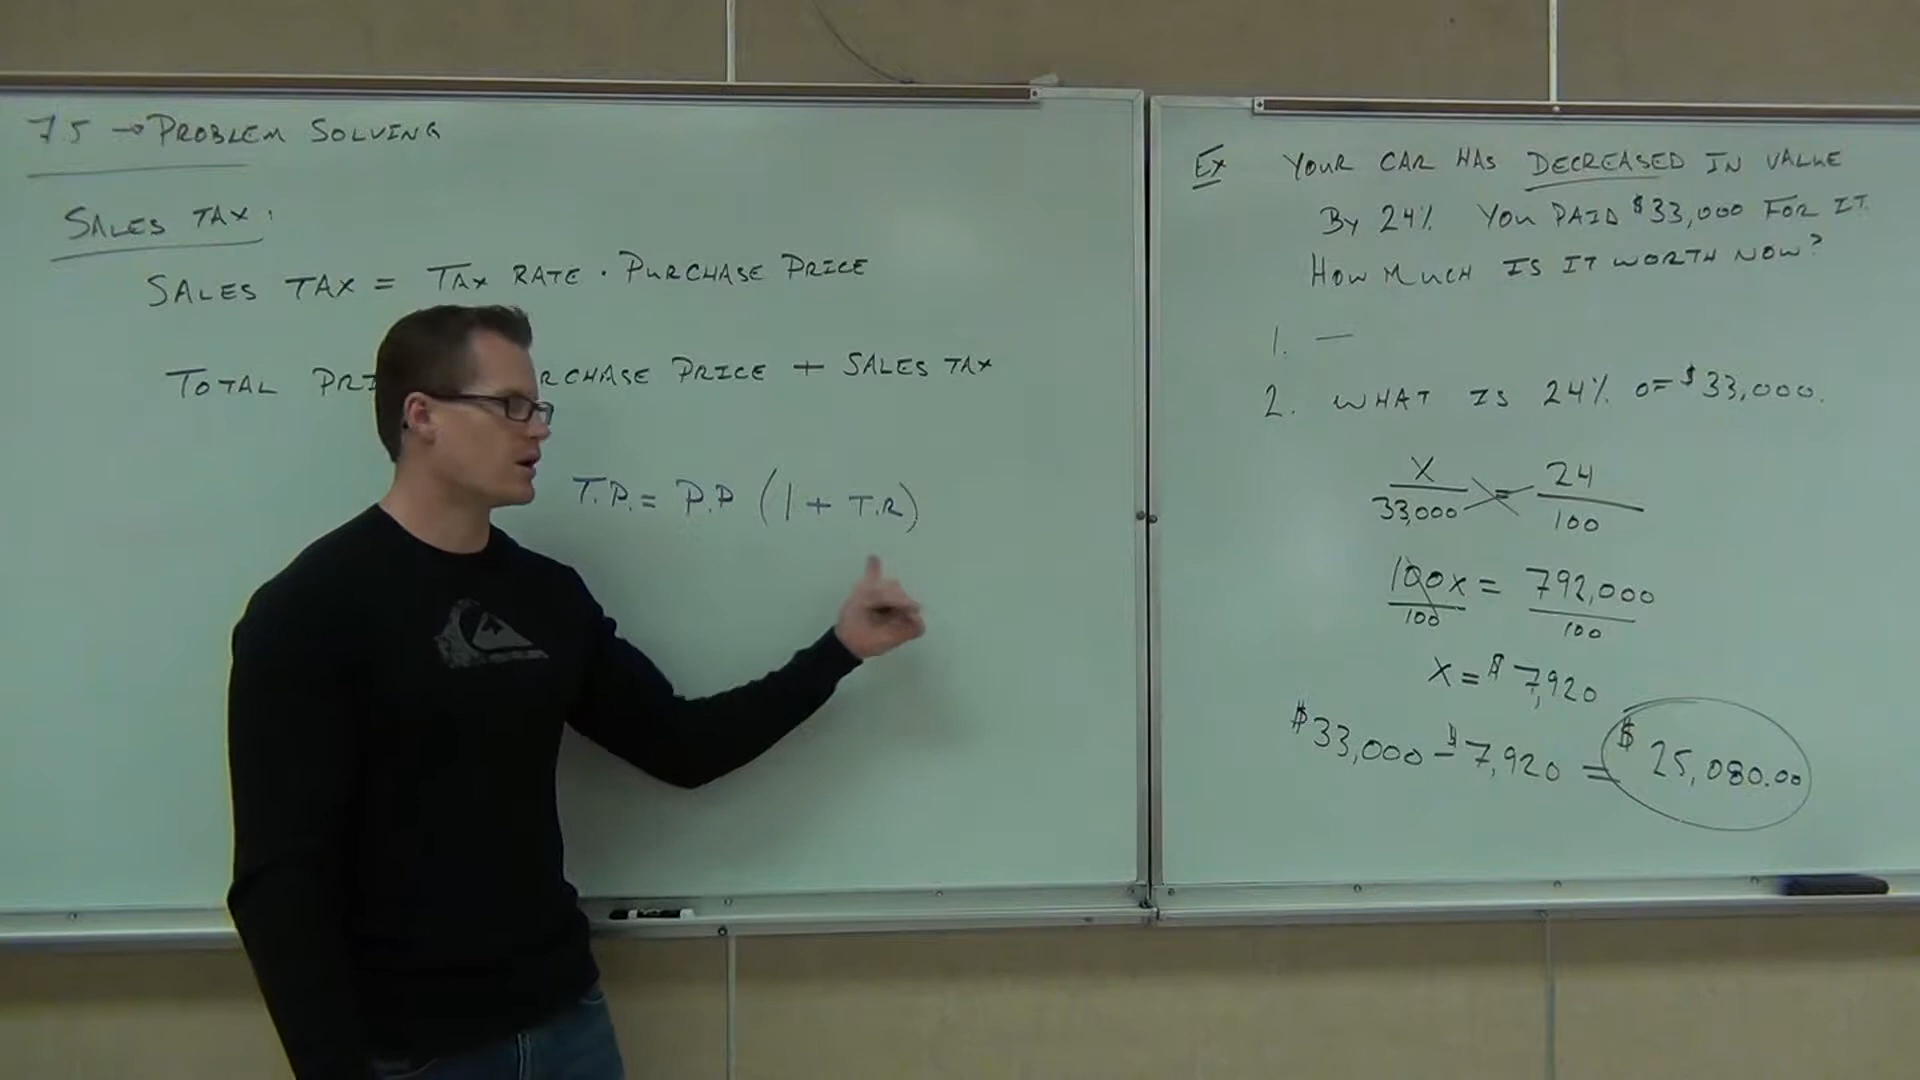 7.5 → PROBLEM SOLVING
SALES TAX:
SALES TAX = TAX RATE · PURCHASE PRICE
TOTAL PRI RCHASE PRICE + SALES TAX
T.P. = P.P (1 + T.R)
Ex YOUR CAR HAS DECREASED IN VALUE
BY 24% YOU PAID $33,000 FOR IT.
HOW MUCH IS IT WORTH NOW?
1. —
2. WHAT IS 24% OF $33,000.
X/33,000 = 24/100
100x/100 = 792,000/100
x = $7,920
$33,000 - $7,920 = $25,080.00